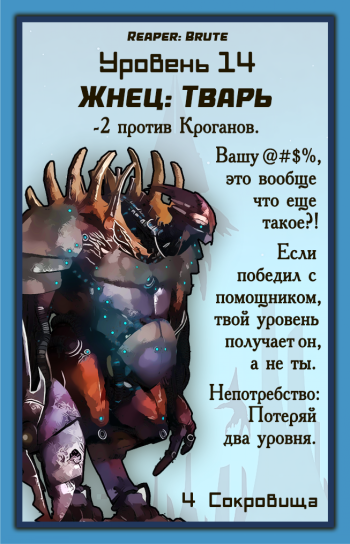 Reaper: Brute
Уровень 14
Жнец: Тварь
-2 против Кроганов.
Вашу @#$%,
это вообще
что еще
такое?!
Если
победил с
помощником,
твой уровень
получает он,
а не ты.
Непотребство:
Потеряй
два уровня.
4 Сокровища